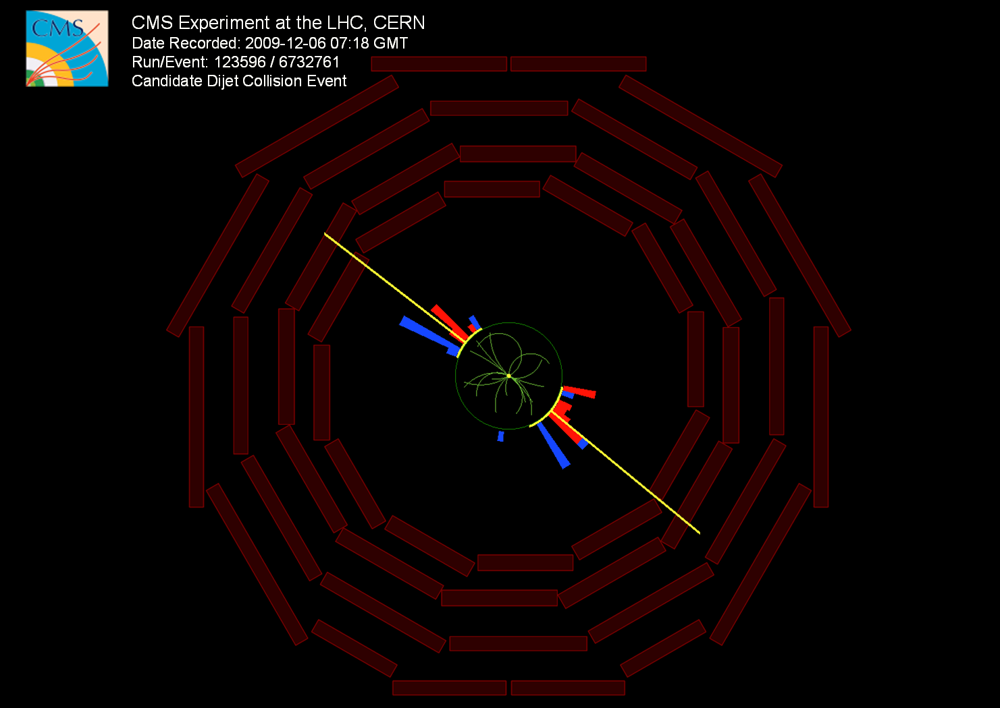 CMS
CMS Experiment at the LHC, CERN
Date Recorded: 2009-12-06 07:18 GMT
Run/Event: 123596 / 6732761
Candidate Dijet Collision Event